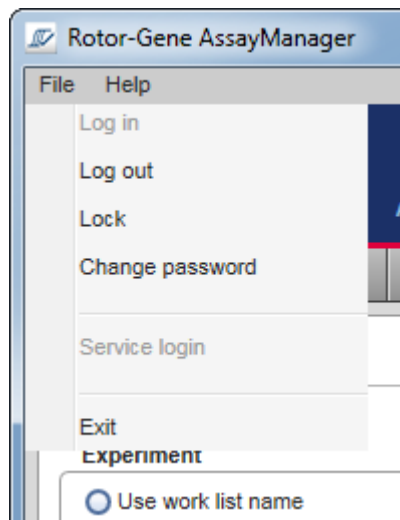 Rotor-Gene AssayManager
File Help
Log in
Log out
Lock
Change password
Service login
Exit
Experiment
Use work list name